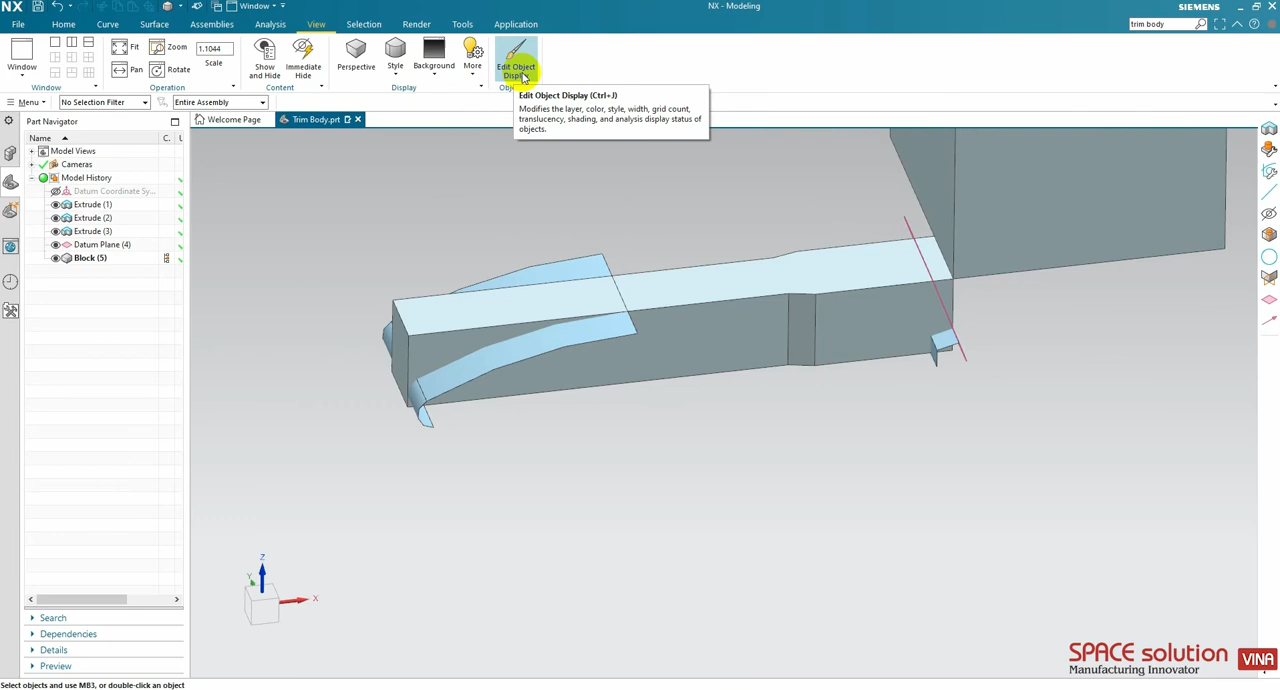 NX
Window
NX - Modeling
SIEMENS
File
Home
Curve
Surface
Assemblies
Analysis
View
Selection
Render
Tools
Application
trim body
Window
Fit
Zoom
1.1044
Pan
Rotate
Scale
Show
and Hide
Immediate
Hide
Perspective
Style
Background
More
Edit Object
Display
Window
Operation
Content
Display
Menu
No Selection Filter
Entire Assembly
Edit Object Display (Ctrl+J)
Modifies the layer, color, style, width, grid count,
translucency, shading, and analysis display status of
objects.
Part Navigator
Welcome Page
Trim Body.prt
Name
C.
U
Model Views
Cameras
Model History
Datum Coordinate Sy...
Extrude (1)
Extrude (2)
Extrude (3)
Datum Plane (4)
Block (5)
Z
Y
X
Search
Dependencies
Details
Preview
SPACE solution
Manufacturing Innovator
VINA
Select objects and use MB3, or double-click an object